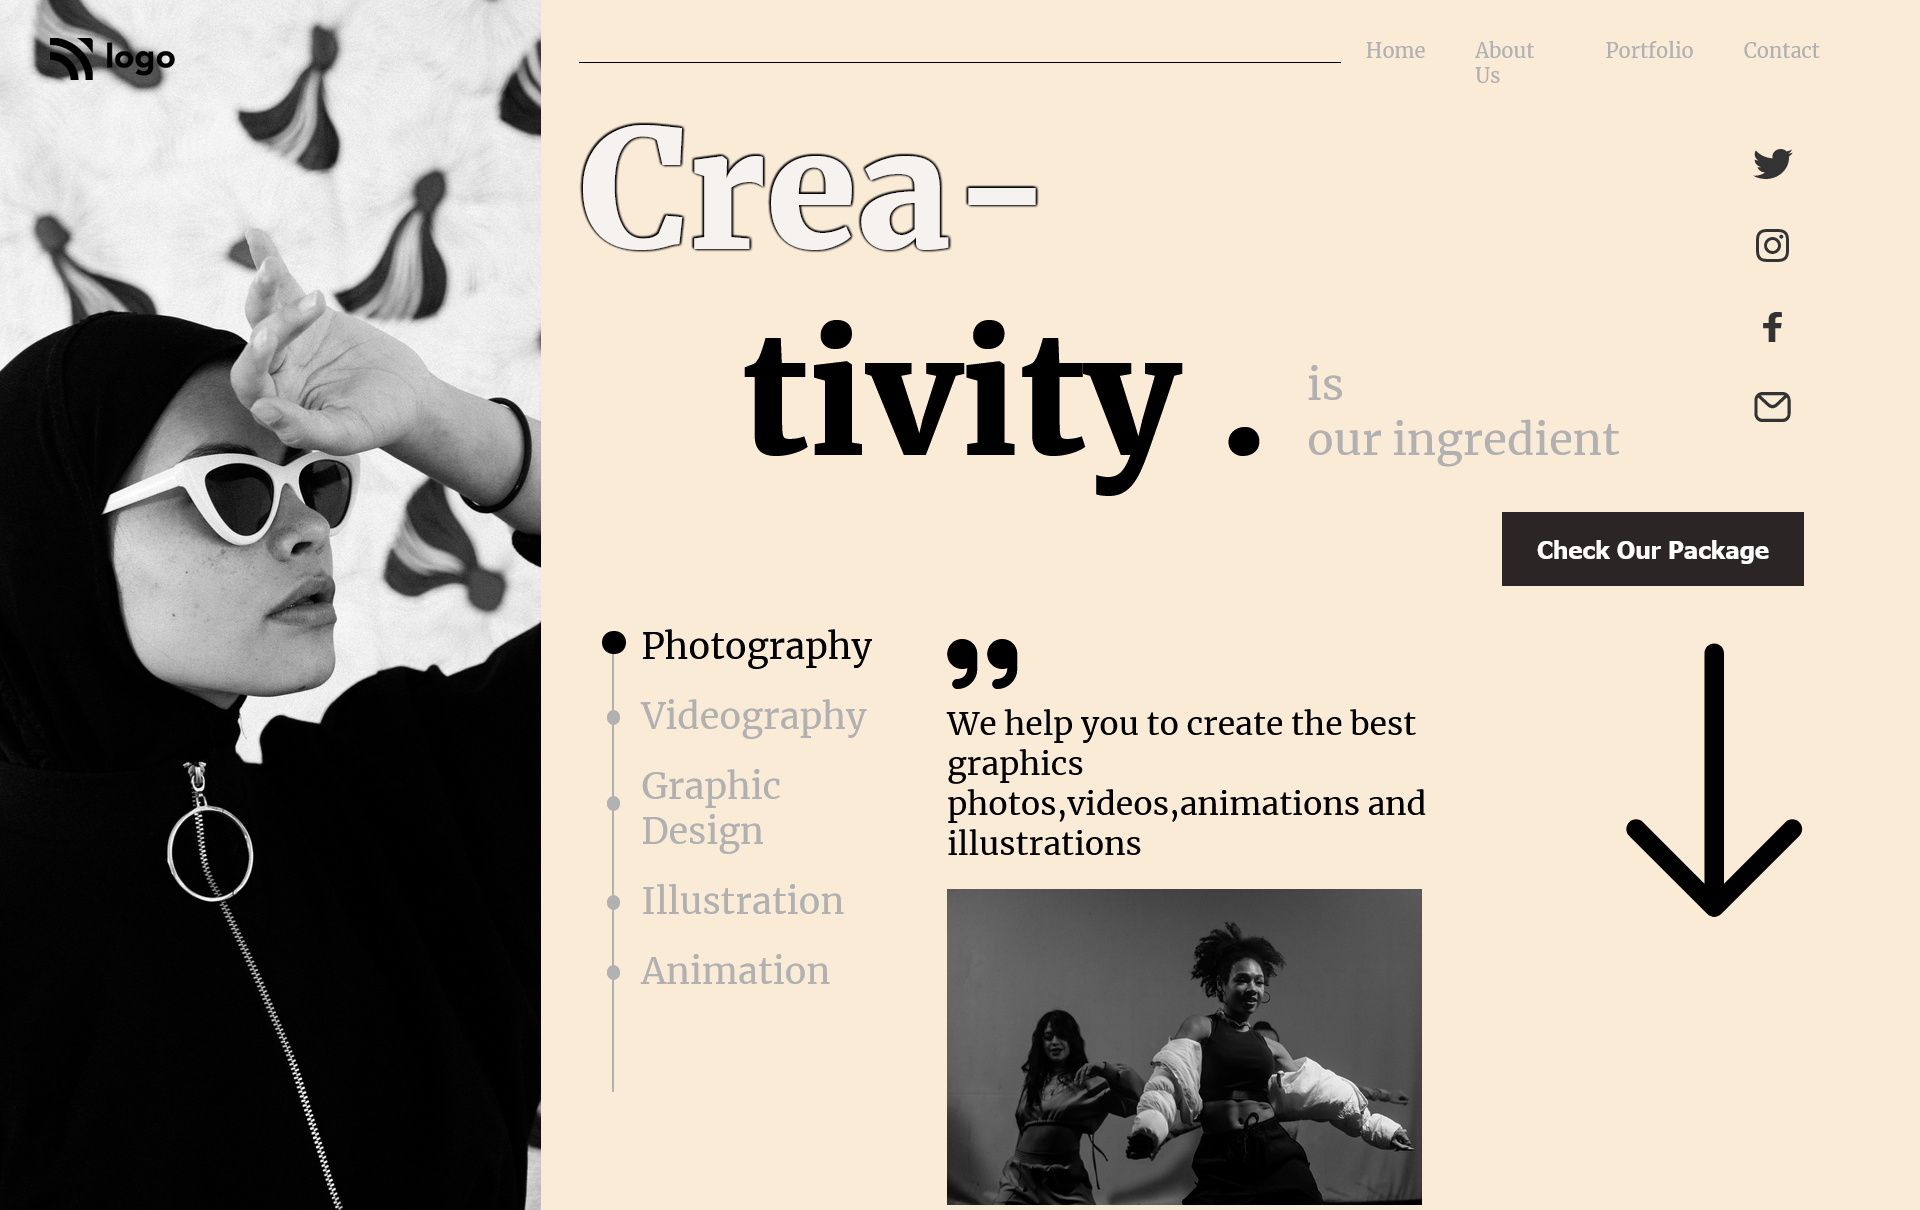 logo
Home
About
Us
Portfolio
Contact
Crea-
tivity.
is
our ingredient
Check Our Package
Photography
Videography
Graphic
Design
Illustration
Animation
We help you to create the best
graphics
photos,videos,animations and
illustrations